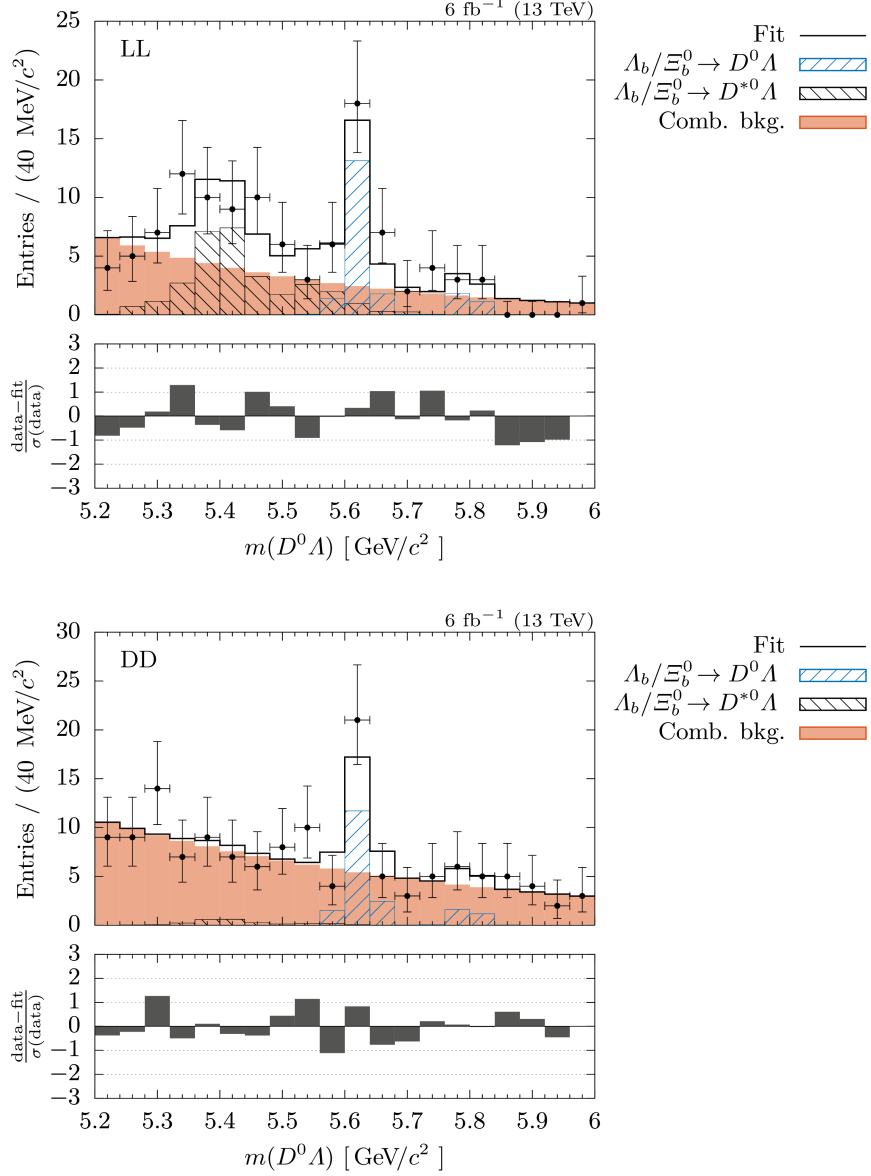 6 fb⁻¹ (13 TeV)
LL
Entries / (40 MeV/c²)
25
20
15
10
5
0
Fit
Λb/Ξb⁰ → D⁰Λ
Λb/Ξb⁰ → D*⁰Λ
Comb. bkg.
data−fit
σ(data)
3
2
1
0
−1
−2
−3
5.2 5.3 5.4 5.5 5.6 5.7 5.8 5.9 6
m(D⁰Λ) [GeV/c² ]
6 fb⁻¹ (13 TeV)
DD
Entries / (40 MeV/c²)
30
25
20
15
10
5
0
Fit
Λb/Ξb⁰ → D⁰Λ
Λb/Ξb⁰ → D*⁰Λ
Comb. bkg.
data−fit
σ(data)
3
2
1
0
−1
−2
−3
5.2 5.3 5.4 5.5 5.6 5.7 5.8 5.9 6
m(D⁰Λ) [GeV/c² ]